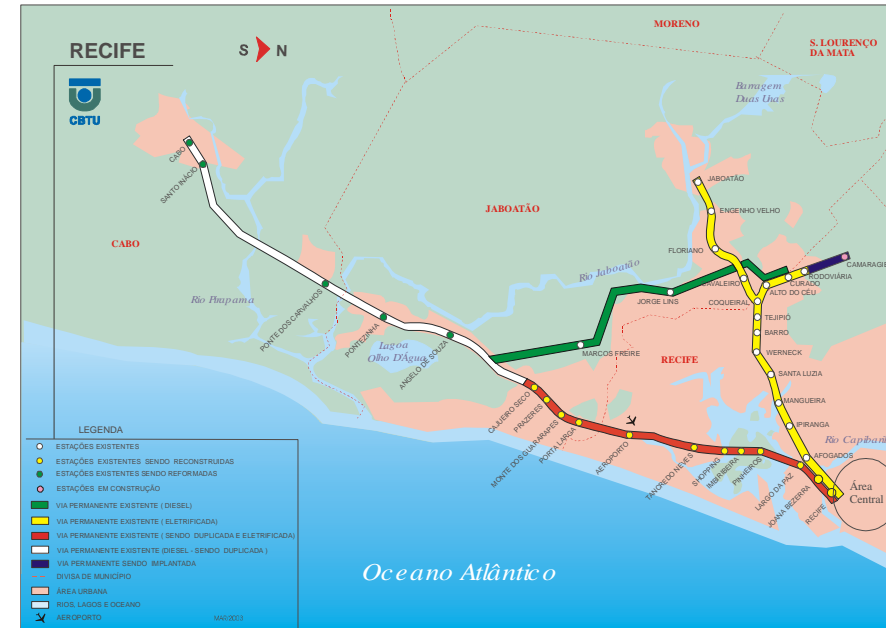 RECIFE
S N
CBTU
MORENO
S. LOURENÇO
DA MATA
Barragem
Duas Unas
CABO
SANTO INÁCIO
JABOATÃO
JABOATÃO
ENGENHO VELHO
FLORIANO
CAVALEIRO
COQUEIRAL
CAMARAGIE
RODOVIÁRIA
CURADO
ALTO DO CÉU
CABO
Rio Pirapama
PONTE DOS CARVALHOS
PONTEZINHA
Lagoa
Olho D'Água
ANGELO DE SOUZA
Rio Jaboatão
JORGE LINS
MARCOS FREIRE
RECIFE
TEJIPIÓ
BARRO
WERNECK
SANTA LUZIA
MANGUEIRA
IPIRANGA
Rio Capibari
AFOGADOS
CAJUEIRO SECO
PRAZERES
MONTE DOS GUARARAPES
PORTA LARGA
AEROPORTO
TANCREDO NEVES
SHOPPING
IMBIRIBEIRA
PINHEIROS
LARGO DA PAZ
JOANA BEZERRA
RECIFE
Área
Central
Oceano Atlântico
LEGENDA
ESTAÇÕES EXISTENTES
ESTAÇÕES EXISTENTES SENDO RECONSTRUIDAS
ESTAÇÕES EXISTENTES SENDO REFORMADAS
ESTAÇÕES EM CONSTRUÇÃO
VIA PERMANENTE EXISTENTE ( DIESEL)
VIA PERMANENTE EXISTENTE ( ELETRIFICADA)
VIA PERMANENTE EXISTENTE ( SENDO DUPLICADA E ELETRIFICADA)
VIA PERMANENTE EXISTENTE (DIESEL - SENDO DUPLICADA )
VIA PERMANENTE SENDO IMPLANTADA
DIVISA DE MUNICÍPIO
ÁREA URBANA
RIOS, LAGOS E OCEANO
AEROPORTO MAR/2003